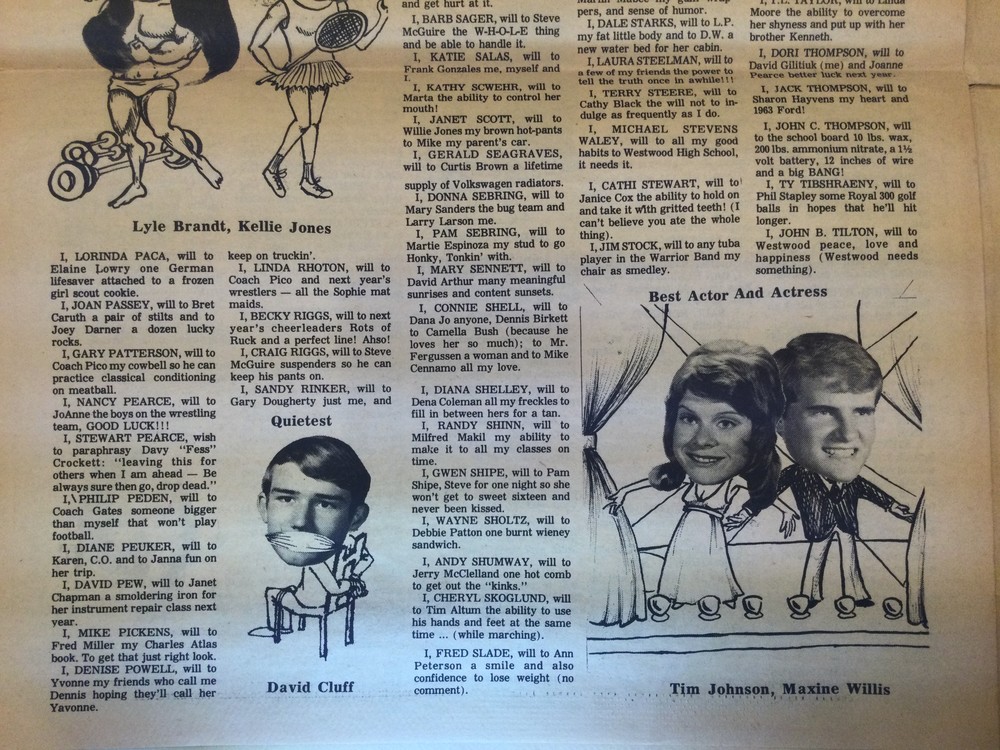 Lyle Brandt, Kellie Jones
I, LORINDA PACA, will to
Elaine Lowry one German
lifesaver attached to a frozen
girl scout cookie.
I, JOAN PASSEY, will to Bret
Caruth a pair of stilts and to
Joey Darner a dozen lucky
rocks.
I, GARY PATTERSON, will to
Coach Pico my cowbell so he can
practice classical conditioning
on meatball.
I, NANCY PEARCE, will to
JoAnne the boys on the wrestling
team, GOOD LUCK!!!
I, STEWART PEARCE, wish
to paraphrasy Davy "Fess"
Crockett: "leaving this for
others when I am ahead — Be
always sure then go, drop dead."
I, PHILIP PEDEN, will to
Coach Gates someone bigger
than myself that won't play
football.
I, DIANE PEUKER, will to
Karen, C.O. and to Janna fun on
her trip.
I, DAVID PEW, will to Janet
Chapman a smoldering iron for
her instrument repair class next
year.
I, MIKE PICKENS, will to
Fred Miller my Charles Atlas
book. To get that just right look.
I, DENISE POWELL, will to
Yvonne my friends who call me
Dennis hoping they'll call her
Yavonne.
keep on truckin'.
I, LINDA RHOTON, will to
Coach Pico and next year's
wrestlers — all the Sophie mat
maids.
I, BECKY RIGGS, will to next
year's cheerleaders Rots of
Ruck and a perfect line! Ahso!
I, CRAIG RIGGS, will to Steve
McGuire suspenders so he can
keep his pants on.
I, SANDY RINKER, will to
Gary Dougherty just me, and
Quietest
David Cluff
and get hurt at it.
I, BARB SAGER, will to Steve
McGuire the W-H-O-L-E thing
and be able to handle it.
I, KATIE SALAS, will to
Frank Gonzales me, myself and
I.
I, KATHY SCWEHR, will to
Marta the ability to control her
mouth!
I, JANET SCOTT, will to
Willie Jones my brown hot-pants
to Mike my parent's car.
I, GERALD SEAGRAVES,
will to Curtis Brown a lifetime
supply of Volkswagen radiators.
I, DONNA SEBRING, will to
Mary Sanders the bug team and
Larry Larson me.
I, PAM SEBRING, will to
Martie Espinoza my stud to go
Honky, Tonkin' with.
I, MARY SENNETT, will to
David Arthur many meaningful
sunrises and content sunsets.
I, CONNIE SHELL, will to
Dana Jo anyone, Dennis Birkett
to Camella Bush (because he
loves her so much); to Mr.
Fergussen a woman and to Mike
Cennamo all my love.
I, DIANA SHELLEY, will to
Dena Coleman all my freckles to
fill in between hers for a tan.
I, RANDY SHINN, will to
Milfred Makil my ability to
make it to all my classes on
time.
I, GWEN SHIPE, will to Pam
Shipe, Steve for one night so she
won't get to sweet sixteen and
never been kissed.
I, WAYNE SHOLTZ, will to
Debbie Patton one burnt wieney
sandwich.
I, ANDY SHUMWAY, will to
Jerry McClelland one hot comb
to get out the "kinks."
I, CHERYL SKOGLUND, will
to Tim Altum the ability to use
his hands and feet at the same
time ... (while marching).
I, FRED SLADE, will to Ann
Peterson a smile and also
confidence to lose weight (no
comment).
pers, and sense of humor.
I, DALE STARKS, will to L.P.
my fat little body and to D.W. a
new water bed for her cabin.
I, LAURA STEELMAN, will to
a few of my friends the power to
tell the truth once in awhile!!!
I, TERRY STEERE, will to
Cathy Black the will not to in-
dulge as frequently as I do.
I, MICHAEL STEVENS
WALEY, will to all my good
habits to Westwood High School,
it needs it.
I, CATHI STEWART, will to
Janice Cox the ability to hold on
and take it with gritted teeth! (I
can't believe you ate the whole
thing).
I, JIM STOCK, will to any tuba
player in the Warrior Band my
chair as smedley.
TAYLOR, will to Linda
Moore the ability to overcome
her shyness and put up with her
brother Kenneth.
I, DORI THOMPSON, will to
David Gilitiuk (me) and Joanne
Pearce better luck next year.
I, JACK THOMPSON, will to
Sharon Hayvens my heart and
1963 Ford!
I, JOHN C. THOMPSON, will
to the school board 10 lbs. wax,
200 lbs. ammonium nitrate, a 1½
volt battery, 12 inches of wire
and a big BANG!
I, TY TIBSHRAENY, will to
Phil Stapley some Royal 300 golf
balls in hopes that he'll hit
longer.
I, JOHN B. TILTON, will to
Westwood peace, love and
happiness (Westwood needs
something).
Best Actor And Actress
Tim Johnson, Maxine Willis